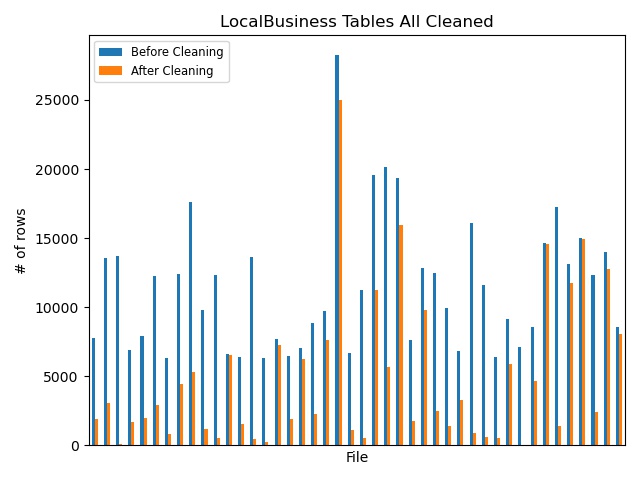 LocalBusiness Tables All Cleaned
Before Cleaning
After Cleaning
25000
20000
15000
10000
5000
0
# of rows
File